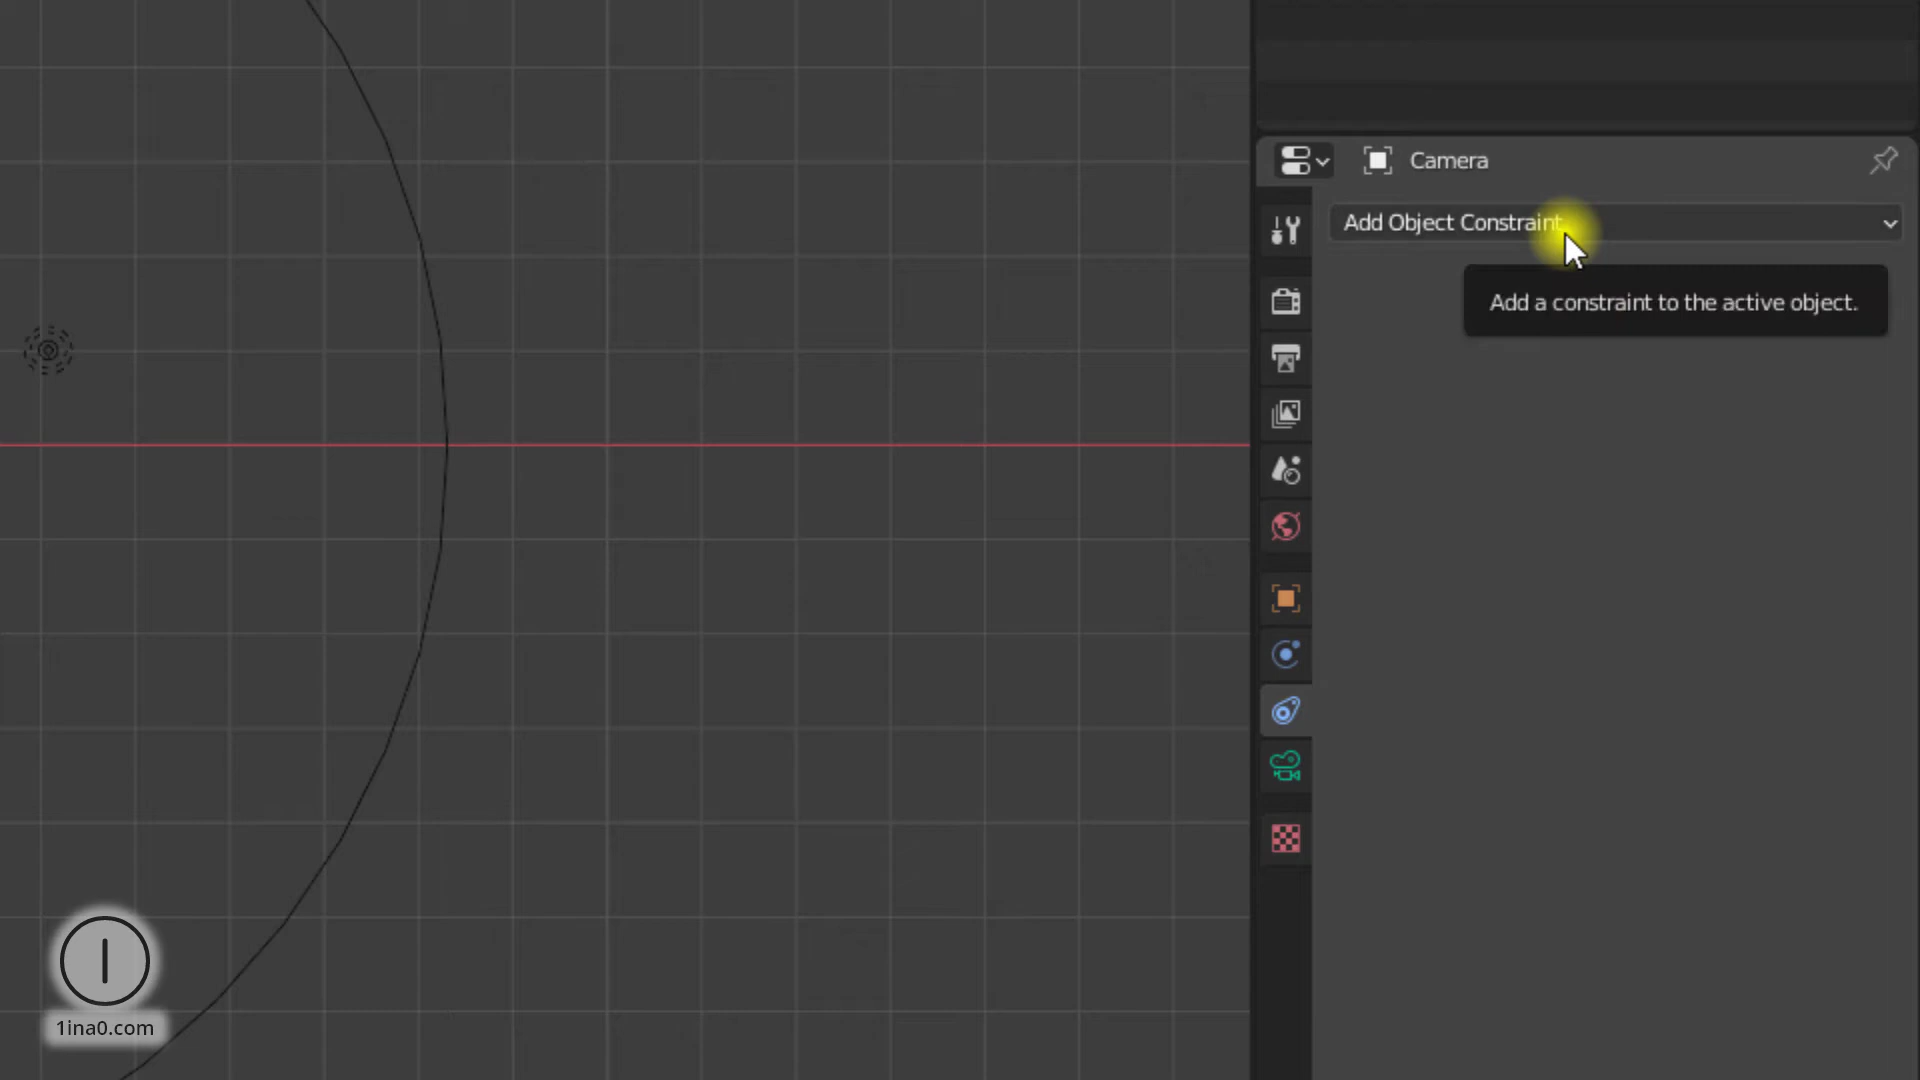 Camera
Add Object Constraint
Add a constraint to the active object.
1ina0.com